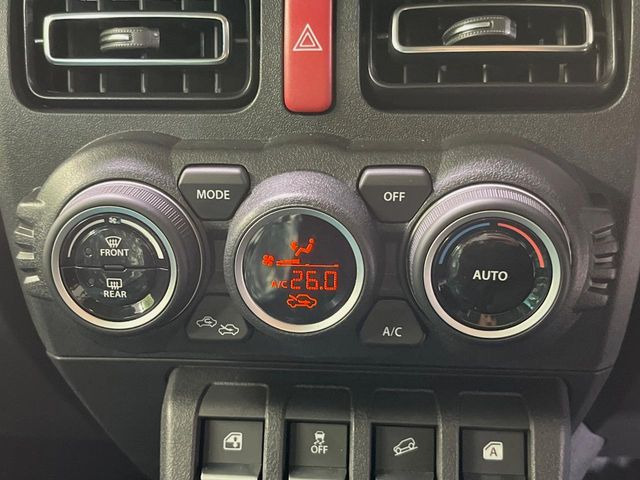 MODE
OFF
FRONT
REAR
A/C 26.0
AUTO
A/C
OFF
A